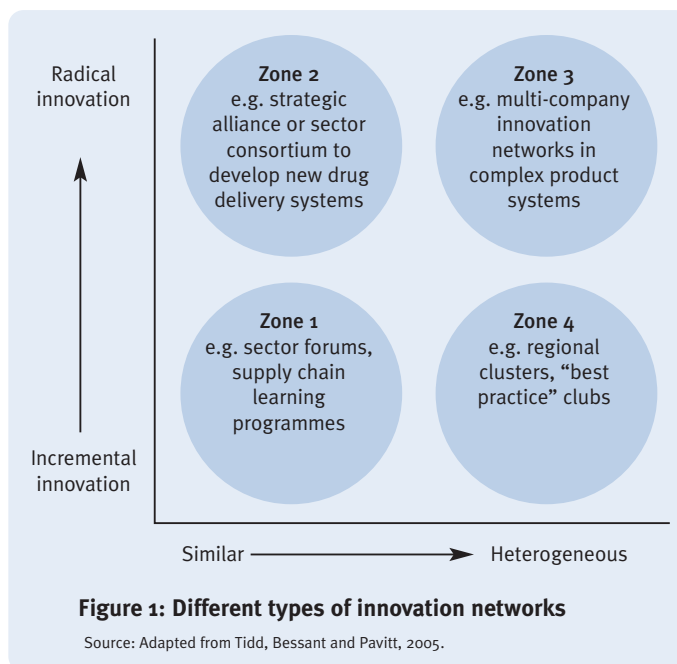 Radical
innovation
Zone 2
e.g. strategic
alliance or sector
consortium to
develop new drug
delivery systems
Zone 3
e.g. multi-company
innovation
networks in
complex product
systems
Zone 1
e.g. sector forums,
supply chain
learning
programmes
Zone 4
e.g. regional
clusters, “best
practice” clubs
Incremental
innovation
Similar
Heterogeneous
Figure 1: Different types of innovation networks
Source: Adapted from Tidd, Bessant and Pavitt, 2005.